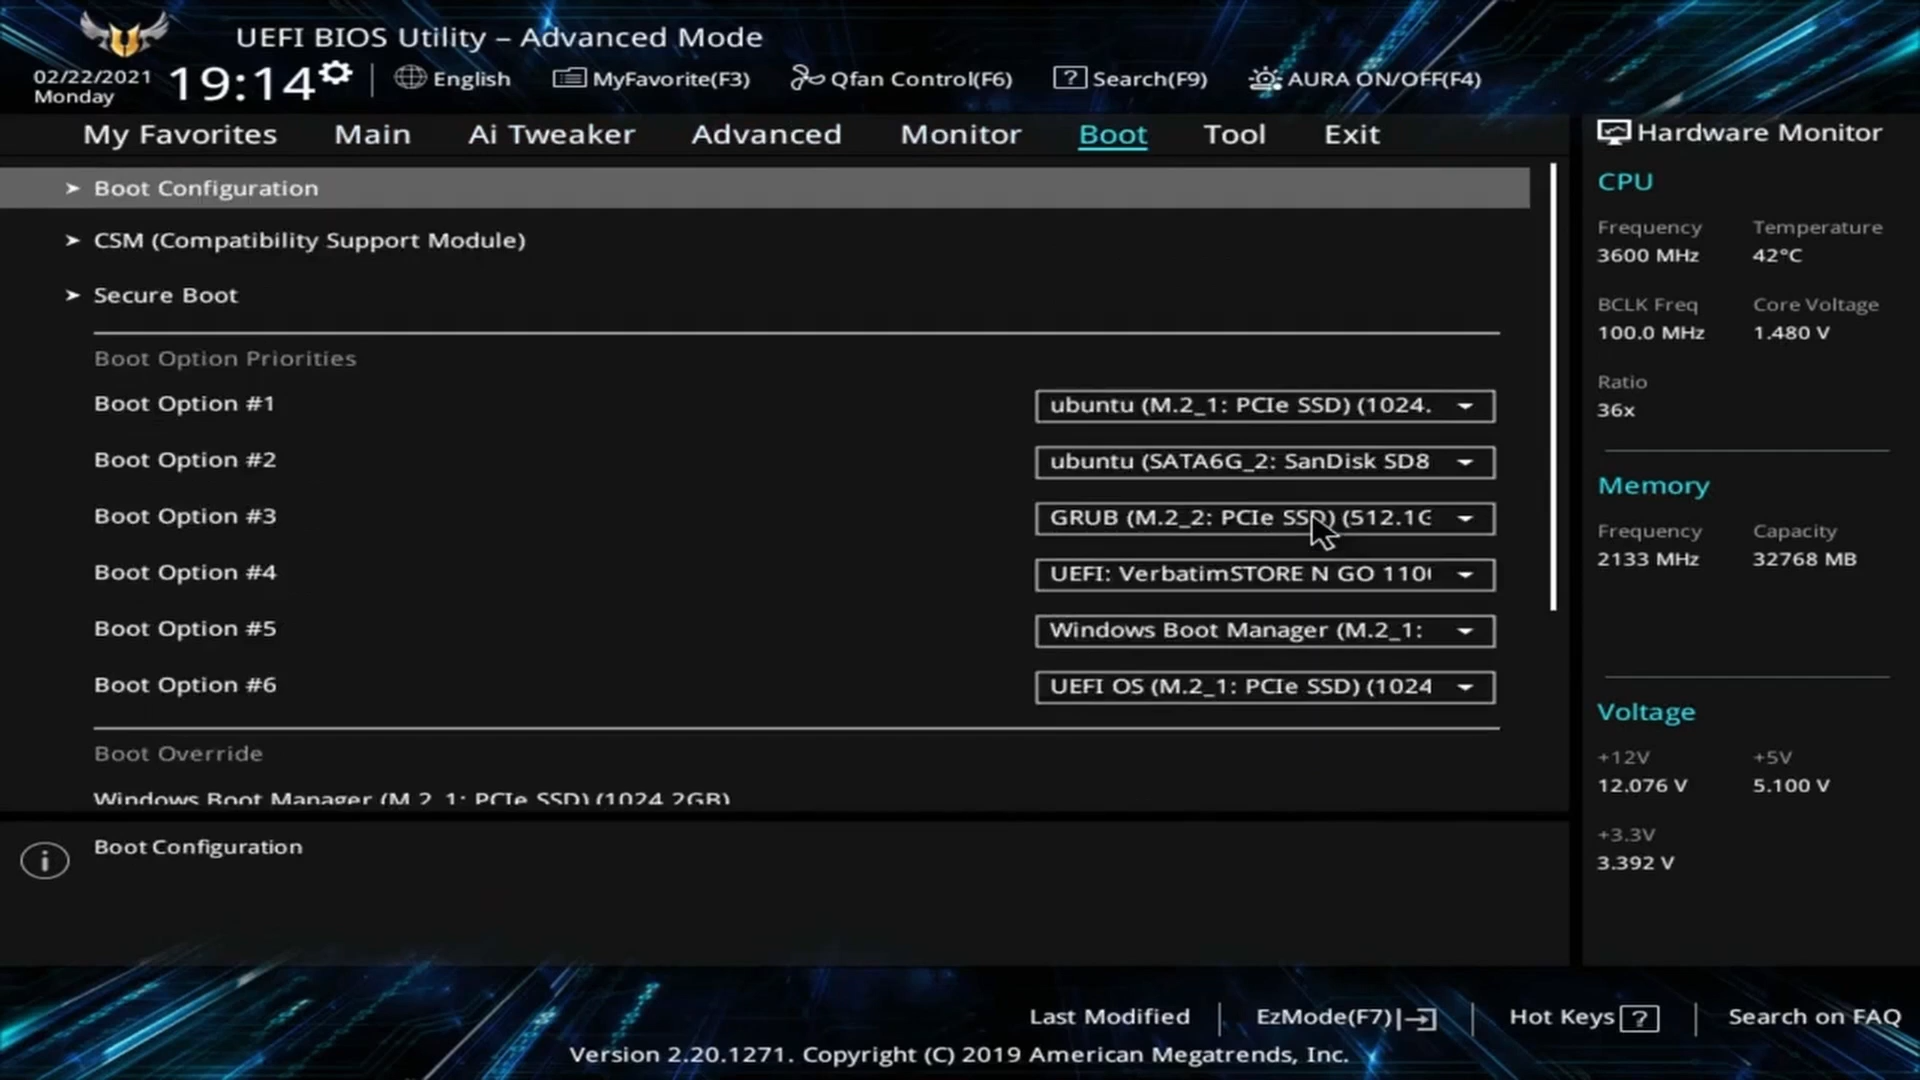 UEFI BIOS Utility – Advanced Mode
02/22/2021
Monday
19:14
English
MyFavorite(F3)
Qfan Control(F6)
? Search(F9)
AURA ON/OFF(F4)
My Favorites
Main
Ai Tweaker
Advanced
Monitor
Boot
Tool
Exit
Boot Configuration
CSM (Compatibility Support Module)
Secure Boot
Boot Option Priorities
Boot Option #1
ubuntu (M.2_1: PCIe SSD) (1024.
Boot Option #2
ubuntu (SATA6G_2: SanDisk SD8
Boot Option #3
GRUB (M.2_2: PCIe SSD) (512.1G
Boot Option #4
UEFI: VerbatimSTORE N GO 110
Boot Option #5
Windows Boot Manager (M.2_1:
Boot Option #6
UEFI OS (M.2_1: PCIe SSD) (1024
Boot Override
Windows Boot Manager (M.2_1: PCIe SSD) (1024.2GB)
i
Boot Configuration
Hardware Monitor
CPU
Frequency Temperature
3600 MHz 42°C
BCLK Freq Core Voltage
100.0 MHz 1.480 V
Ratio
36x
Memory
Frequency Capacity
2133 MHz 32768 MB
Voltage
+12V +5V
12.076 V 5.100 V
+3.3V
3.392 V
Last Modified
EzMode(F7)
Hot Keys ?
Search on FAQ
Version 2.20.1271. Copyright (C) 2019 American Megatrends, Inc.